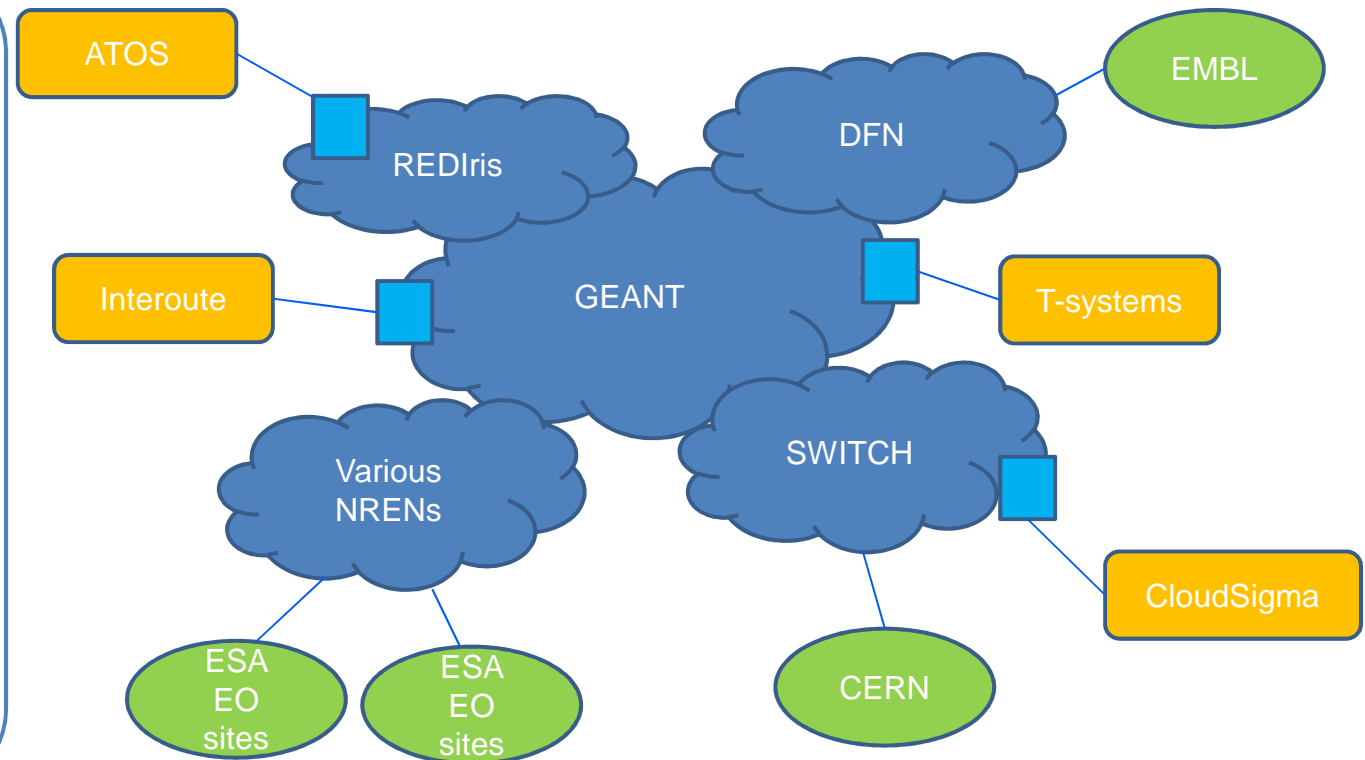 ATOS
EMBL
DFN
REDIris
GEANT
Interoute
T-systems
SWITCH
Various
NRENs
CloudSigma
ESA
EO
sites
ESA
EO
sites
CERN